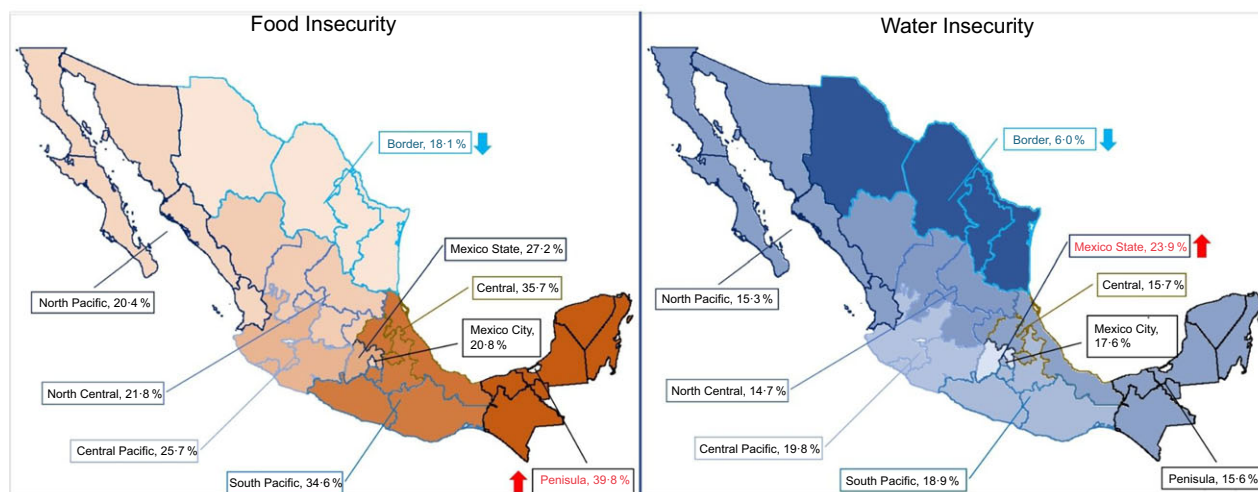 Food Insecurity
Border, 18·1 %
Mexico State, 27·2 %
Central, 35·7 %
North Pacific, 20·4 %
Mexico City,
20·8 %
North Central, 21·8 %
Central Pacific, 25·7 %
South Pacific, 34·6 %
Penisula, 39·8 %
Water Insecurity
Border, 6·0 %
Mexico State, 23·9 %
Central, 15·7 %
North Pacific, 15·3 %
Mexico City,
17·6 %
North Central, 14·7 %
Central Pacific, 19·8 %
South Pacific, 18·9 %
Penisula, 15·6 %